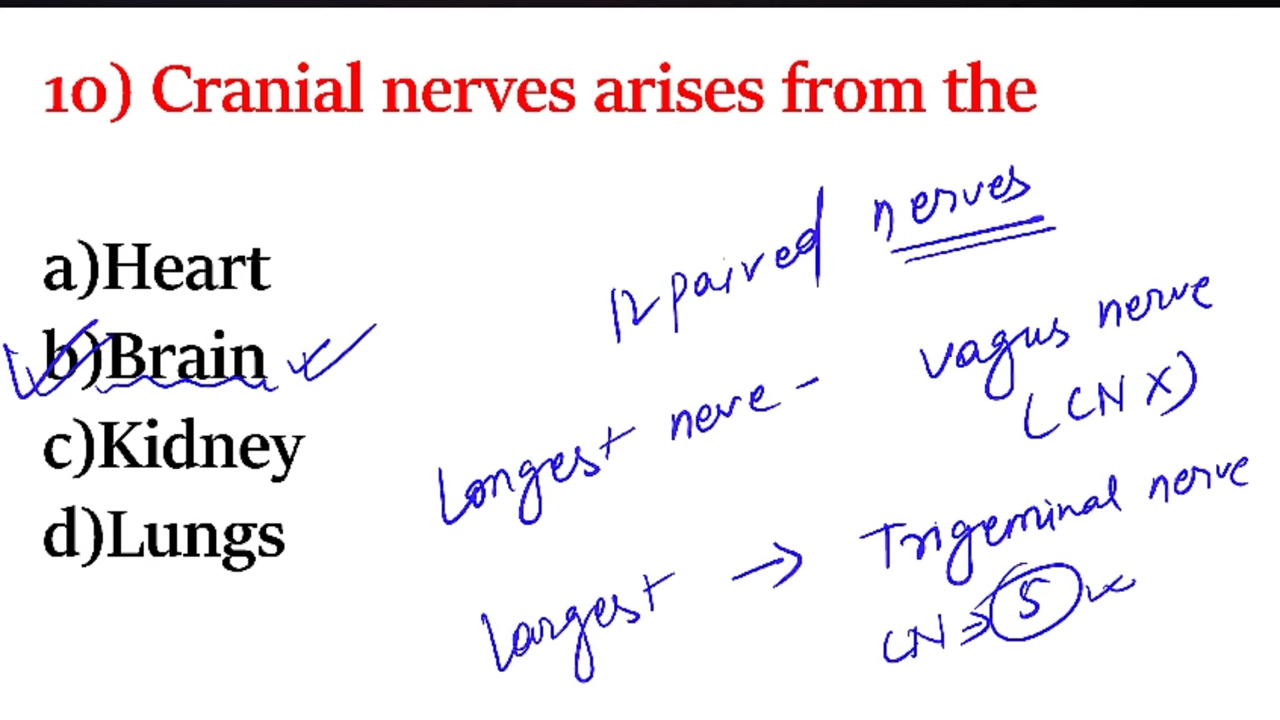 10) Cranial nerves arises from the
a)Heart
b)Brain
c)Kidney
d)Lungs
12 paired nerves
Longest nerve - vagus nerve
(CN X)
Largest → Trigeminal nerve
CN ⇒ 5